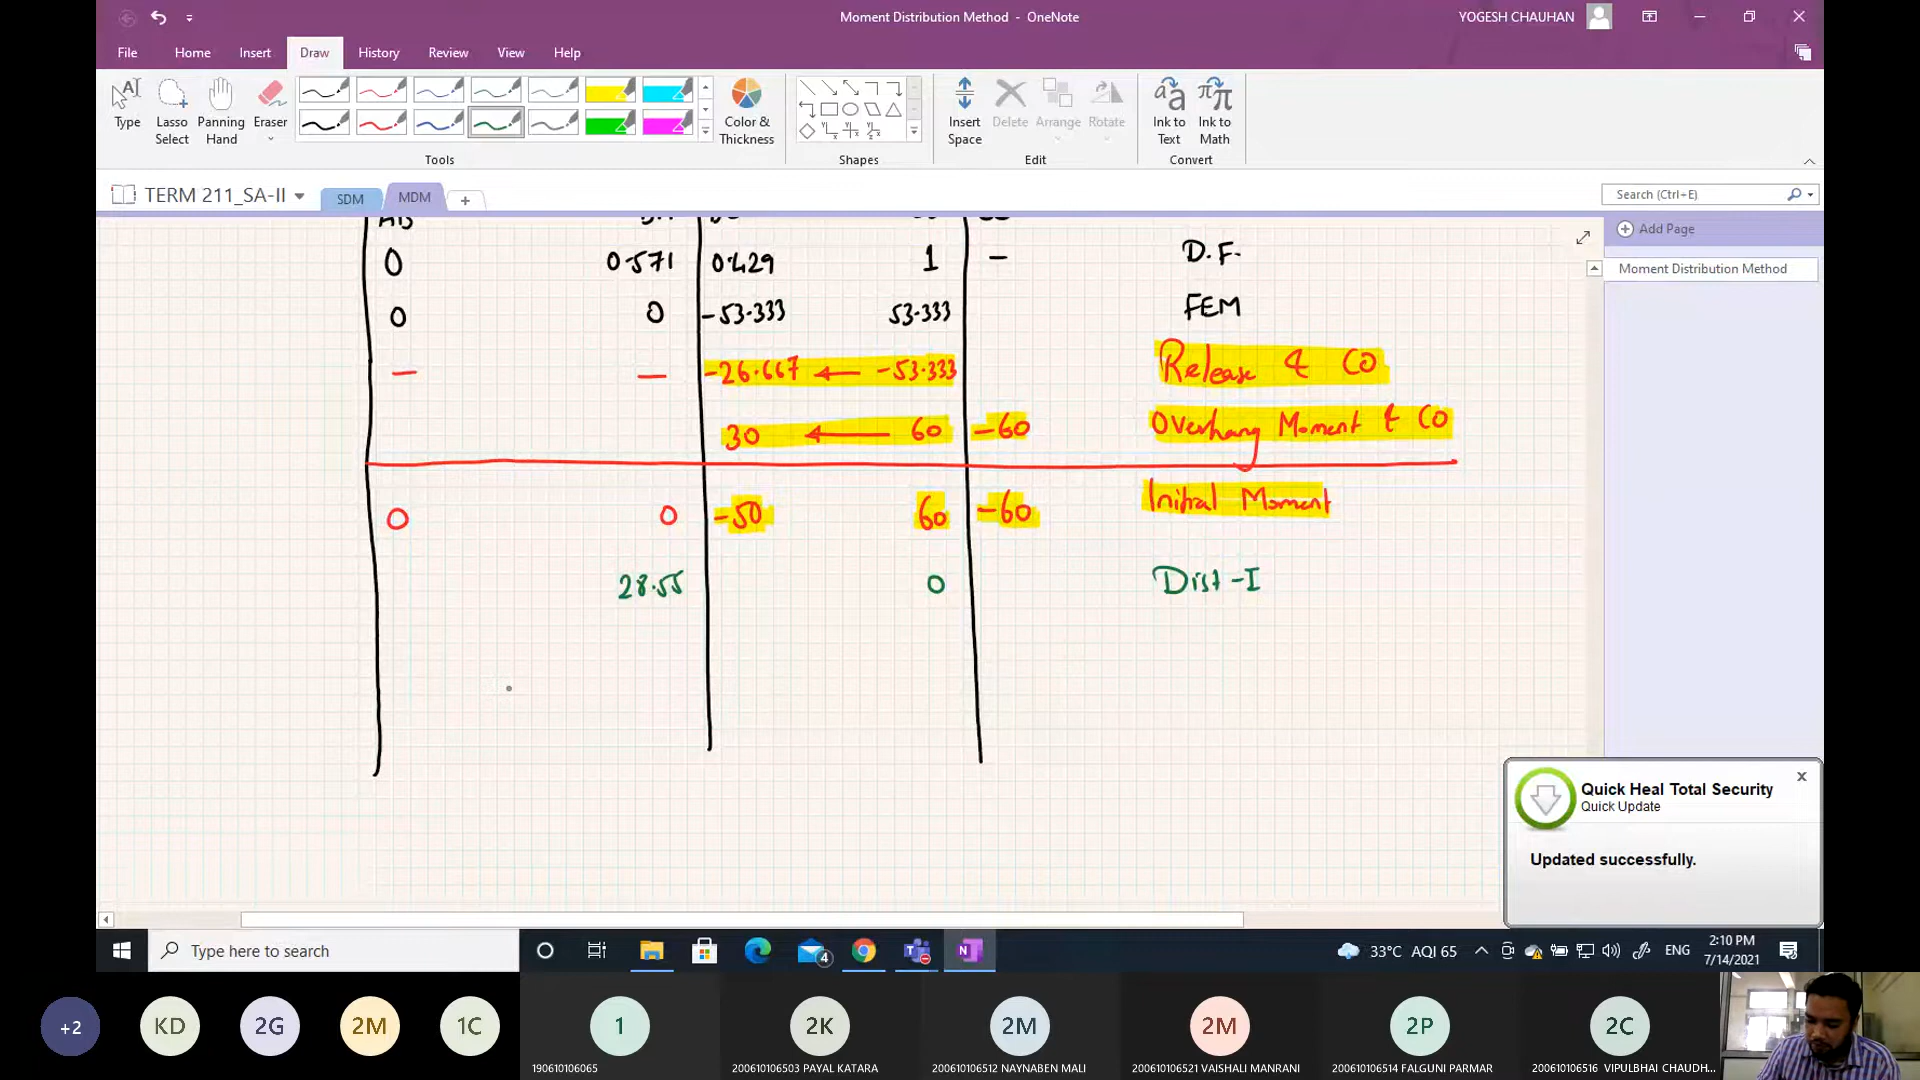 Moment Distribution Method - OneNote
YOGESH CHAUHAN
File Home Insert Draw History Review View Help
Type
Lasso Select
Panning Hand
Eraser
Color & Thickness
Insert Space
Delete
Arrange
Rotate
Ink to Text
Ink to Math
Tools
Shapes
Edit
Convert
TERM 211_SA-II
SDM
MDM
Search (Ctrl+E)
Add Page
Moment Distribution Method
AB
0 0.571 0.429 1 - D.F.
0 0 -53.333 53.333 FEM
- - -26.667 ← -53.333 Release & CO
30 ← 60 -60 Overhang Moment & CO
0 0 -50 60 -60 Initial Moment
28.55 0 Dist-I
Quick Heal Total Security
Quick Update
Updated successfully.
Type here to search
4
33°C AQI 65
ENG
2:10 PM
7/14/2021
+2 KD 2G 2M 1C 1 2K 2M 2M 2P 2C
190610106065
200610106503 PAYAL KATARA
200610106512 NAYNABEN MALI
200610106521 VAISHALI MANRANI
200610106514 FALGUNI PARMAR
200610106516 VIPULBHAI CHAUDH...